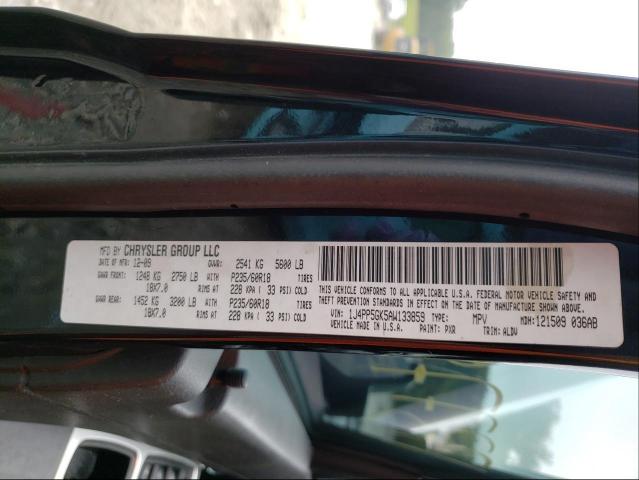 MFD BY CHRYSLER GROUP LLC
DATE OF MFR: 12-09 GVWR: 2541 KG 5600 LB
GAWR FRONT: 1248 KG 2750 LB WITH P235/60R18 TIRES
18X7.0 RIMS AT 228 KPA ( 33 PSI) COLD
GAWR REAR: 1452 KG 3200 LB WITH P235/60R18 TIRES
18X7.0 RIMS AT 228 KPA ( 33 PSI) COLD
THIS VEHICLE CONFORMS TO ALL APPLICABLE U.S.A. FEDERAL MOTOR VEHICLE SAFETY AND
THEFT PREVENTION STANDARDS IN EFFECT ON THE DATE OF MANUFACTURE SHOWN ABOVE.
VIN: 1J4PP5GK5AW133859 TYPE: MPV MDH: 121509 036AB
VEHICLE MADE IN U.S.A. PAINT: PXR TRIM: ALDV